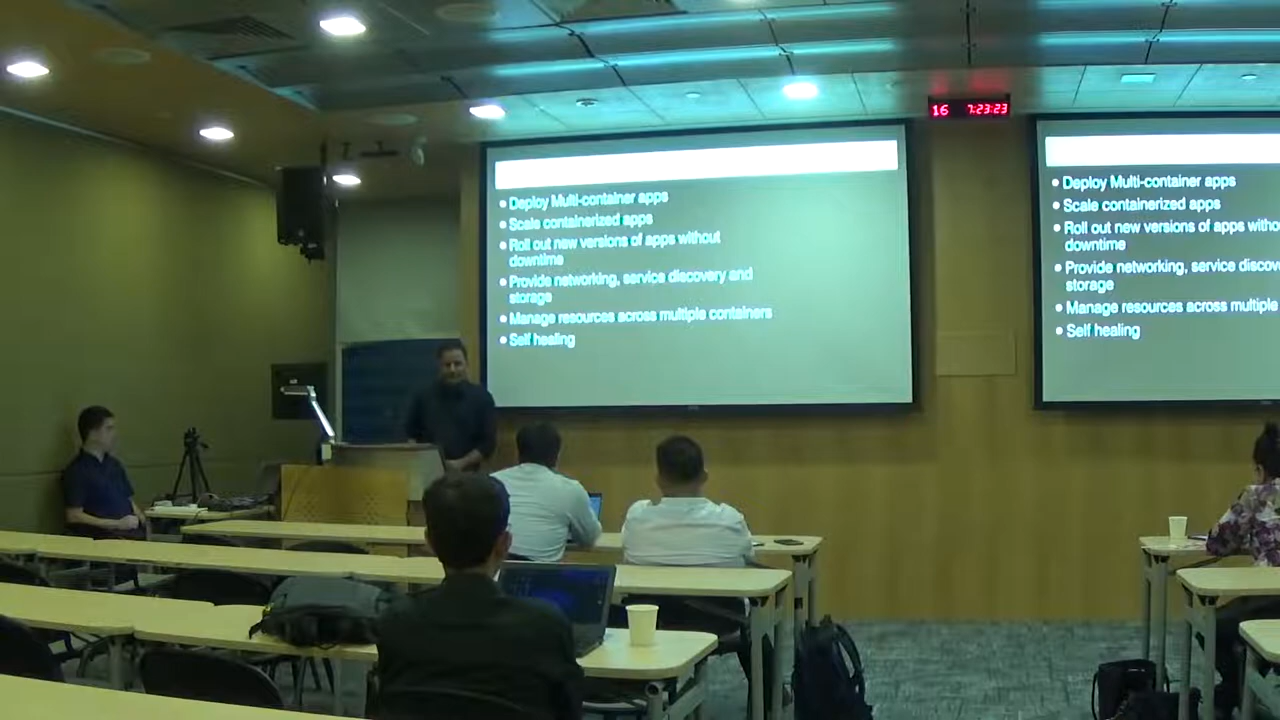 16 7:23:23
• Deploy Multi-container apps
• Scale containerized apps
• Roll out new versions of apps without
downtime
• Provide networking, service discovery and
storage
• Manage resources across multiple containers
• Self healing
• Deploy Multi-container apps
• Scale containerized apps
• Roll out new versions of apps witho
downtime
• Provide networking, service discov
storage
• Manage resources across multiple
• Self healing